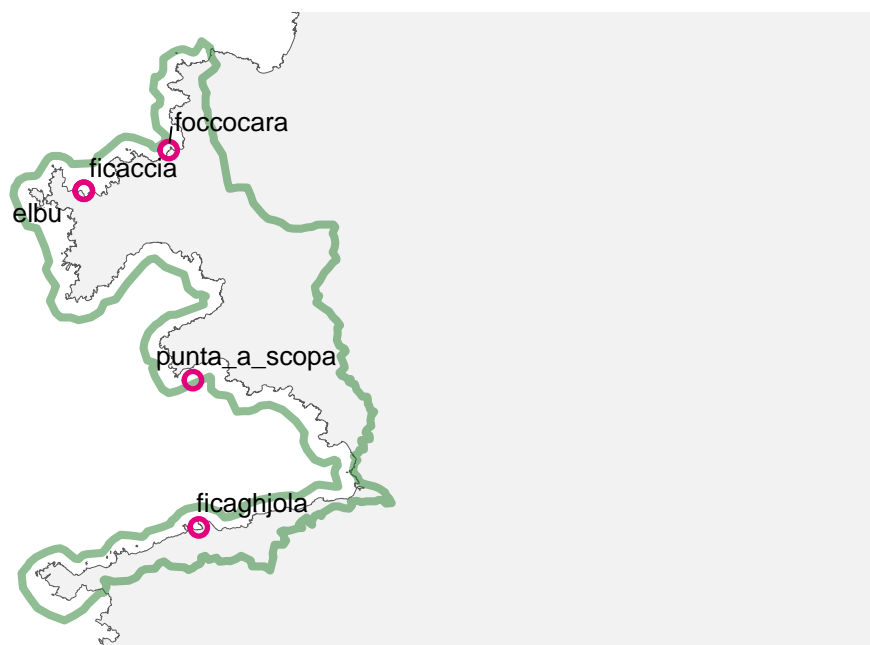 foccocara
ficaccia
elbu
punta_a_scopa
ficaghjola